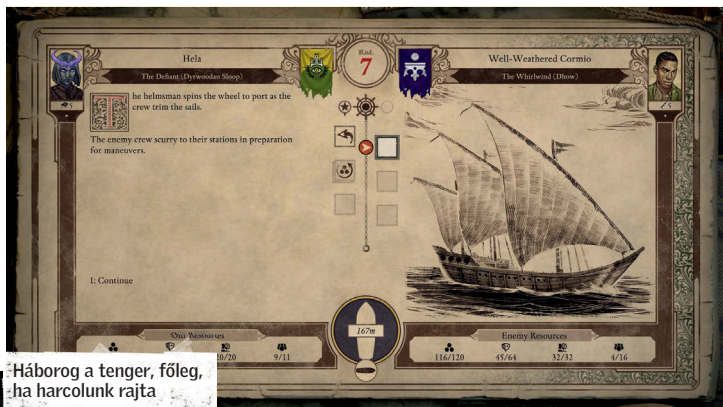 Hela
The Defiant (Dyrwoodan Sloop)
Rnd.
7
Well-Weathered Cormio
The Whirlwind (Dhow)
5
5
The helmsman spins the wheel to port as the
crew trim the sails.
The enemy crew scurry to their stations in preparation
for maneuvers.
1: Continue
167m
Our Resources
20/20
9/11
Enemy Resources
116/120
45/64
32/32
4/16
Háborog a tenger, főleg,
ha harcolunk rajta